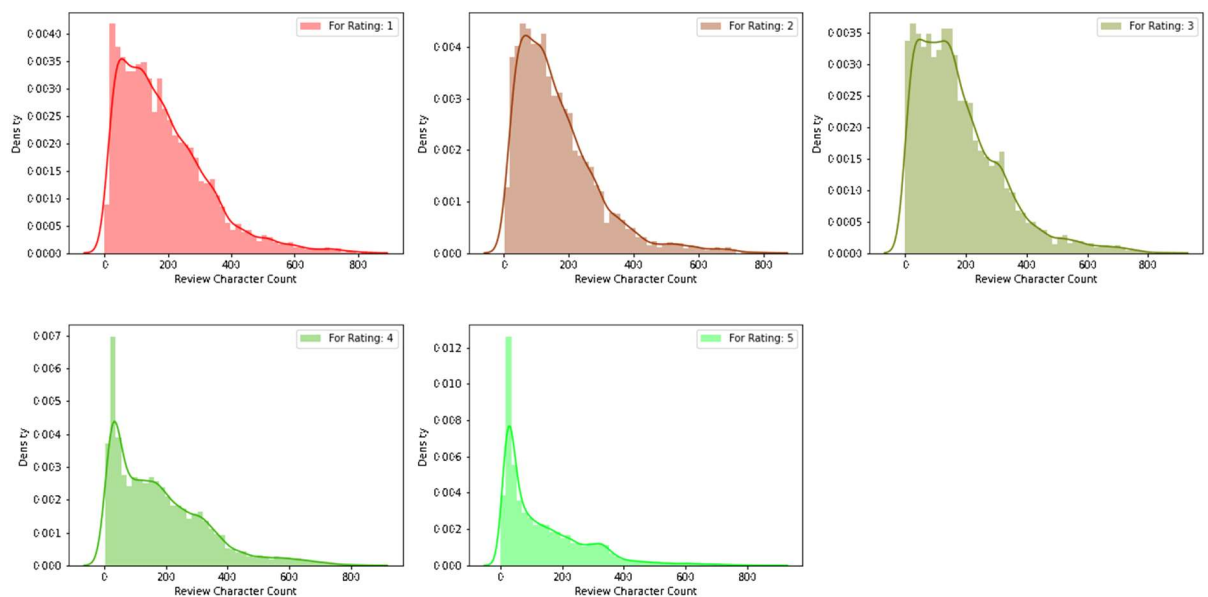 For Rating: 1
0.0040
0.0035
0.0030
0.0025
0.0020
0.0015
0.0010
0.0005
0.0000
Density
0 200 400 600 800
Review Character Count
For Rating: 2
0.004
0.003
0.002
0.001
0.000
Density
0 200 400 600 800
Review Character Count
For Rating: 3
0.0035
0.0030
0.0025
0.0020
0.0015
0.0010
0.0005
0.0000
Density
0 200 400 600 800
Review Character Count
For Rating: 4
0.007
0.006
0.005
0.004
0.003
0.002
0.001
0.000
Density
0 200 400 600 800
Review Character Count
For Rating: 5
0.012
0.010
0.008
0.006
0.004
0.002
0.000
Density
0 200 400 600 800
Review Character Count